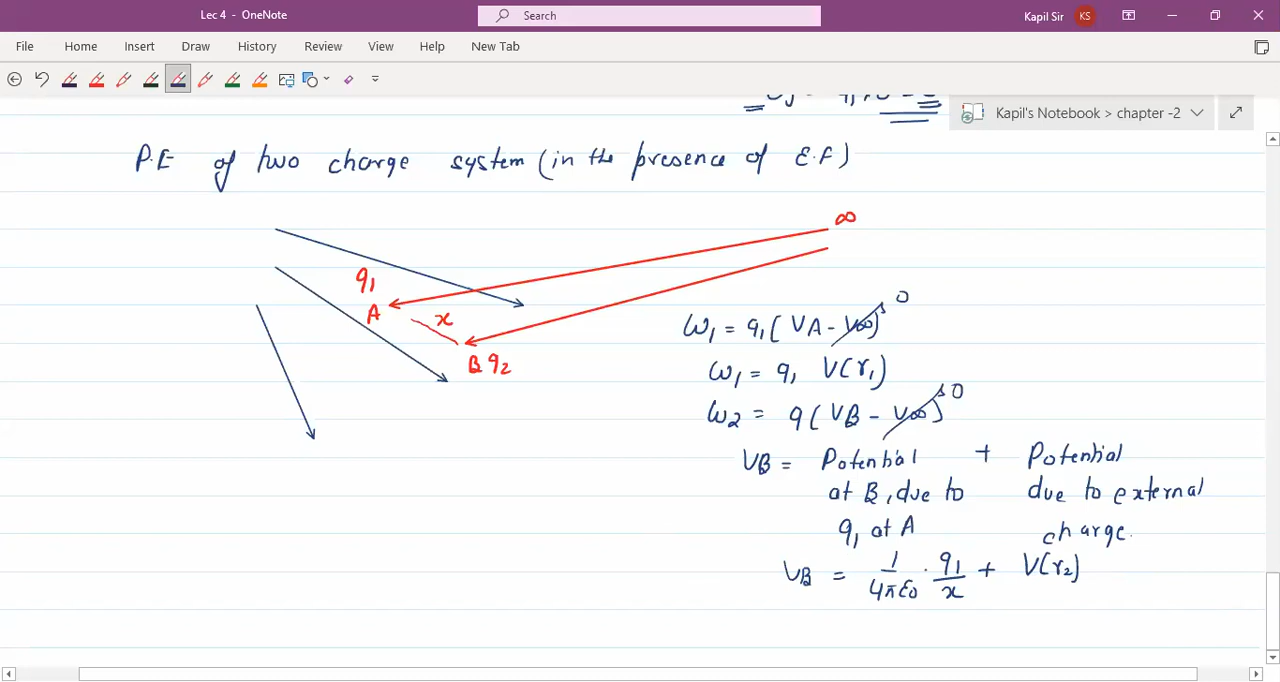 Lec 4 - OneNote
Search
Kapil Sir KS
File Home Insert Draw History Review View Help New Tab
Kapil's Notebook > chapter -2
P.E of two charge system (in the presence of E.F)
∞
q1
A
x
B q2
W1 = q1 ( VA - V∞) 0
W1 = q1 V(r1)
W2 = q ( VB - V∞) 0
VB = Potential + Potential
at B, due to due to external
q1 at A charge.
VB = 1/4πε0 . q1/x + V(r2)